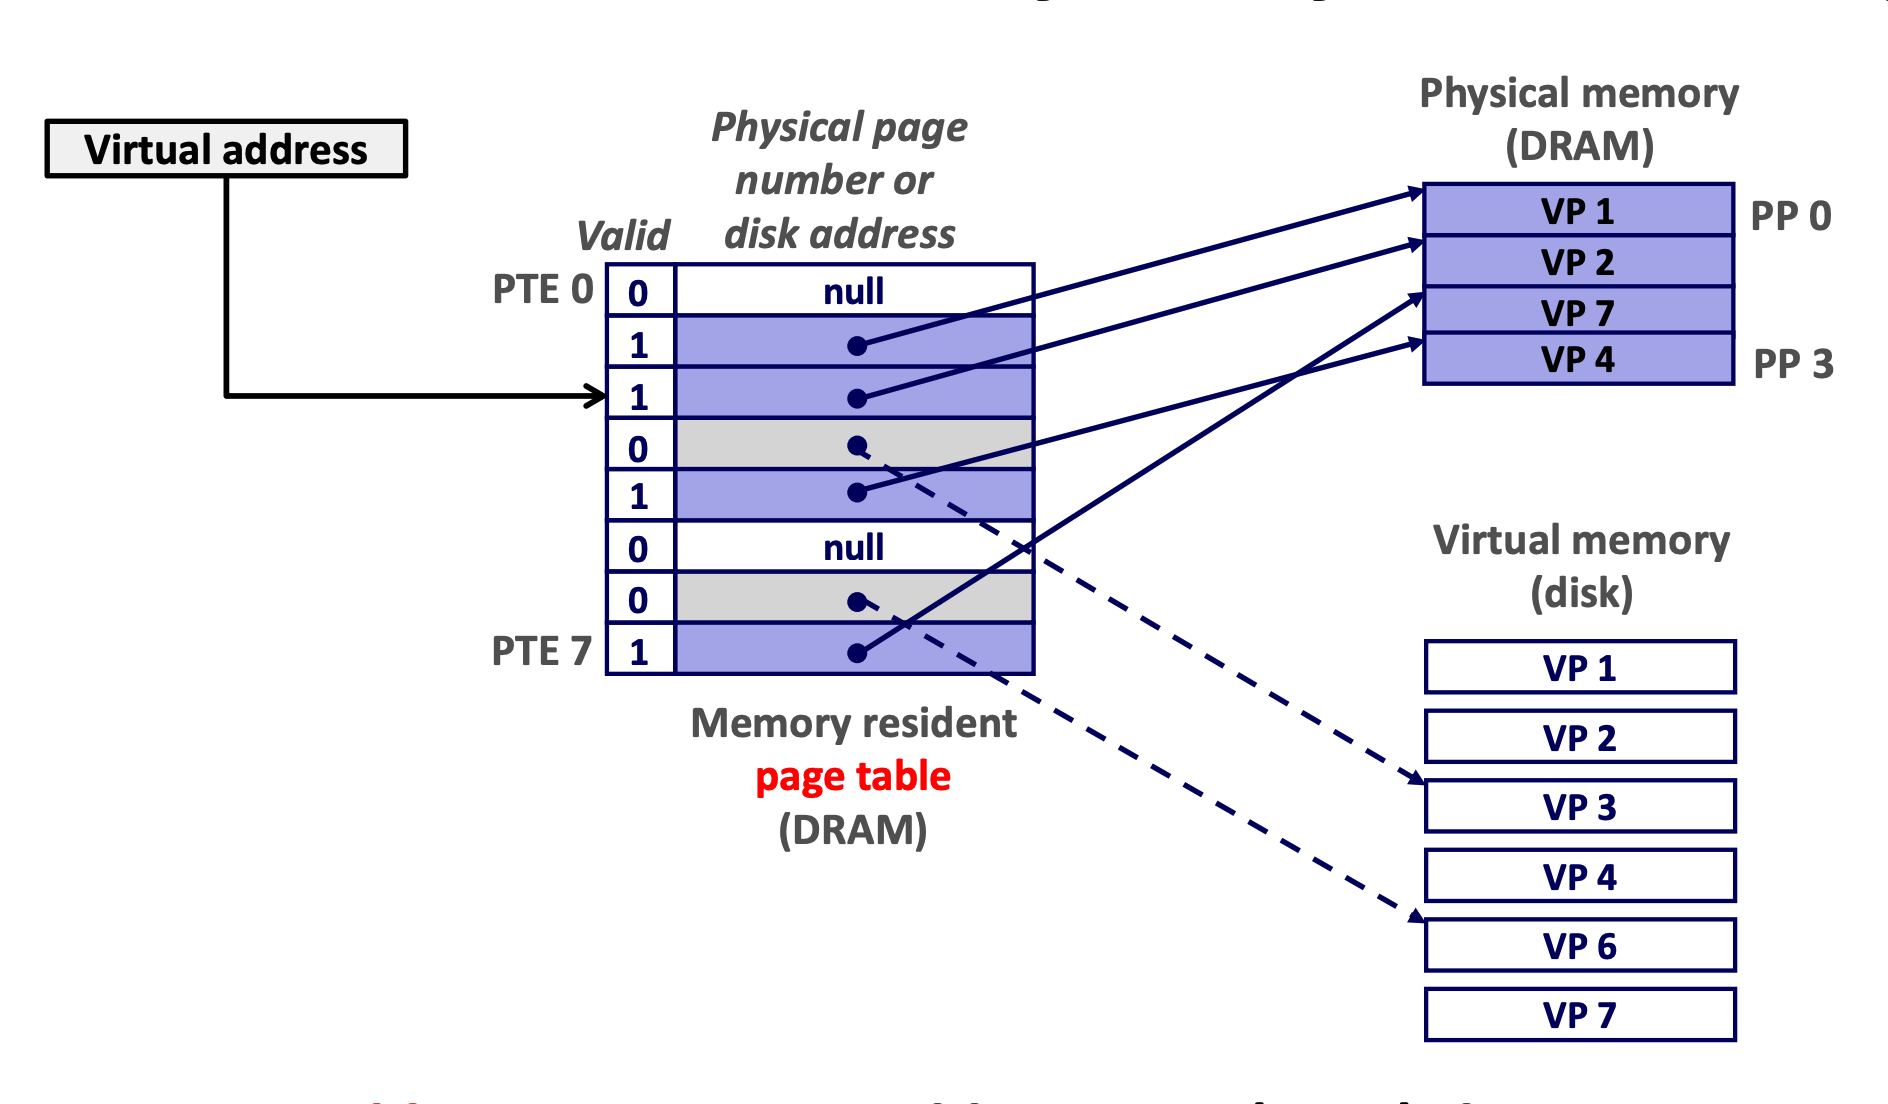 Virtual address
Physical page
number or
disk address
Valid
PTE 0
0
null
1
1
0
1
0
null
0
PTE 7
1
Memory resident
page table
(DRAM)
Physical memory
(DRAM)
VP 1
PP 0
VP 2
VP 7
VP 4
PP 3
Virtual memory
(disk)
VP 1
VP 2
VP 3
VP 4
VP 6
VP 7